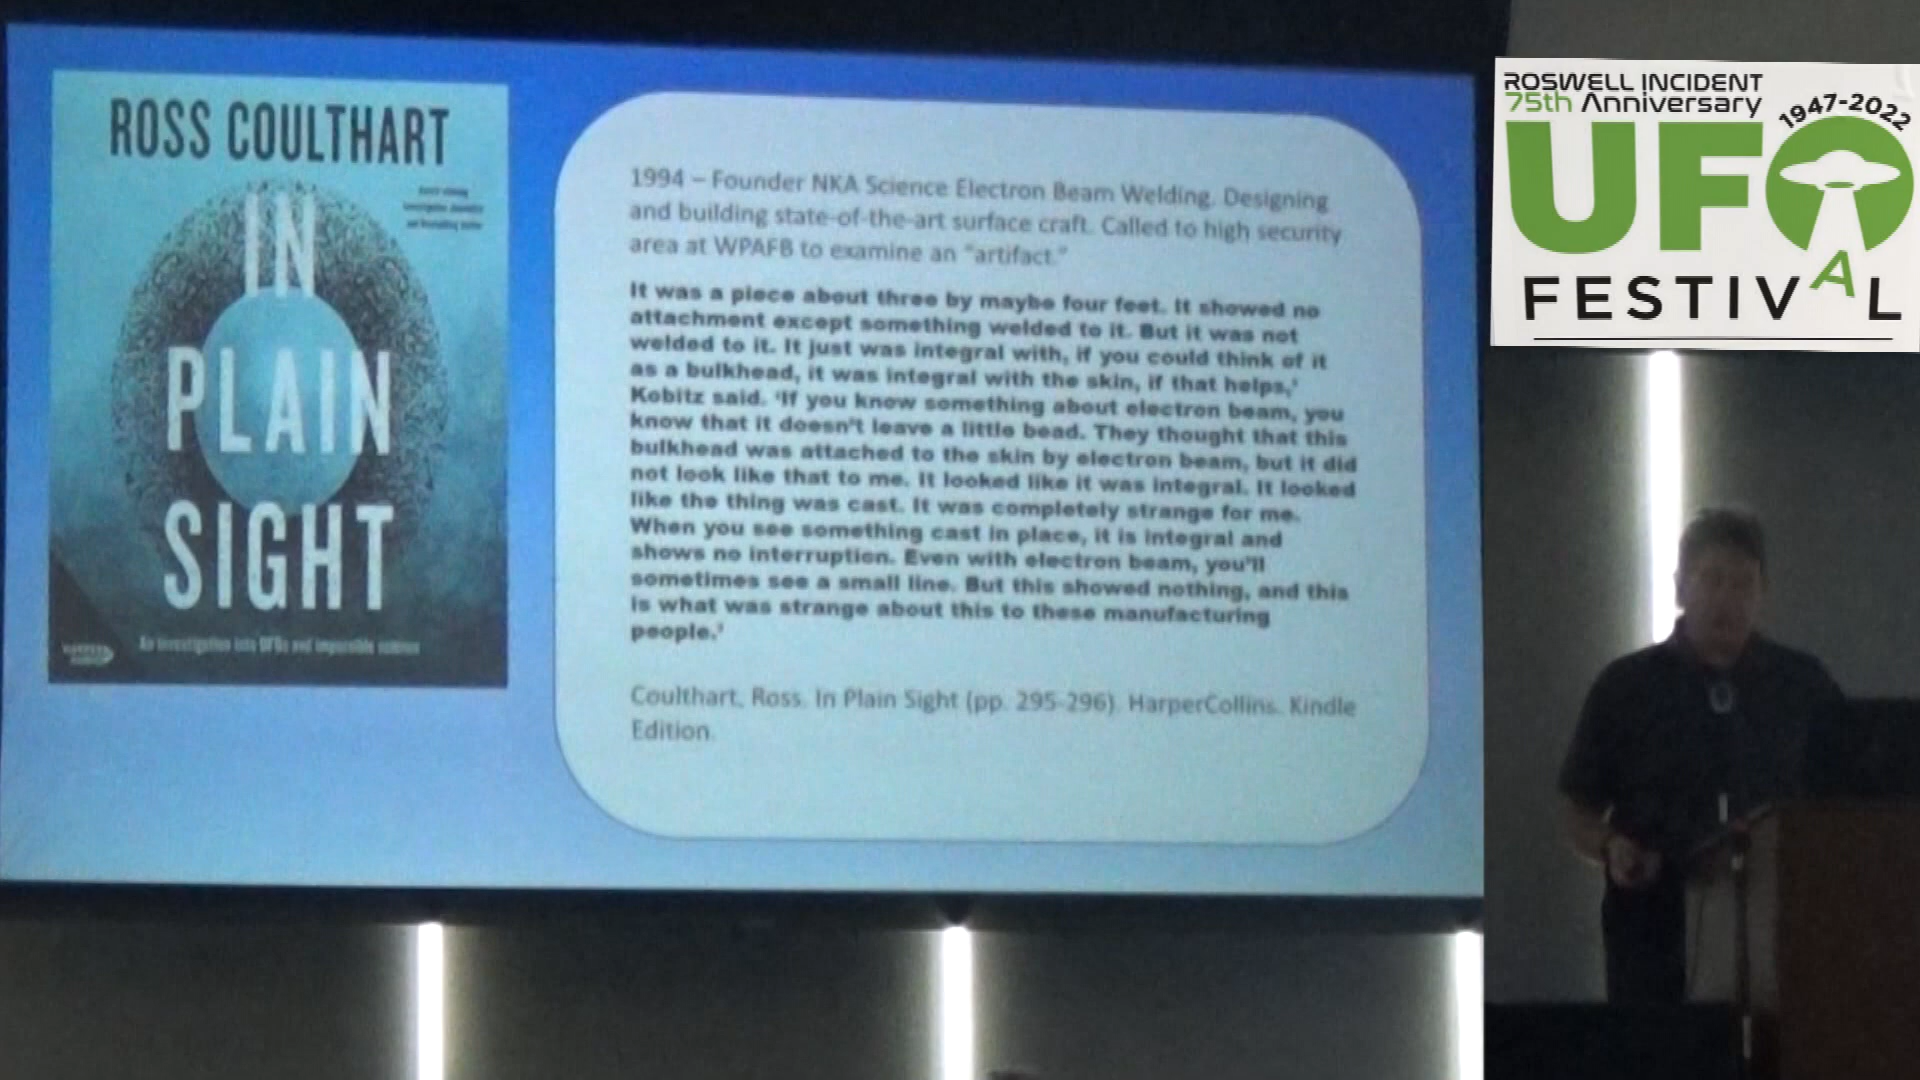 ROSS COULTHART
IN
PLAIN
SIGHT
An investigation into UFOs and impossible science
1994 – Founder NKA Science Electron Beam Welding. Designing
and building state-of-the-art surface craft. Called to high security
area at WPAFB to examine an "artifact."
It was a piece about three by maybe four feet. It showed no
attachment except something welded to it. But it was not
welded to it. It just was integral with, if you could think of it
as a bulkhead, it was integral with the skin, if that helps,'
Kobitz said. 'If you know something about electron beam, you
know that it doesn't leave a little bead. They thought that this
bulkhead was attached to the skin by electron beam, but it did
not look like that to me. It looked like it was integral. It looked
like the thing was cast. It was completely strange for me.
When you see something cast in place, it is integral and
shows no interruption. Even with electron beam, you'll
sometimes see a small line. But this showed nothing, and this
is what was strange about this to these manufacturing
people.'
Coulthart, Ross. In Plain Sight (pp. 295-296). HarperCollins. Kindle
Edition.
ROSWELL INCIDENT
75th Anniversary
1947-2022
UFO
FESTIVAL